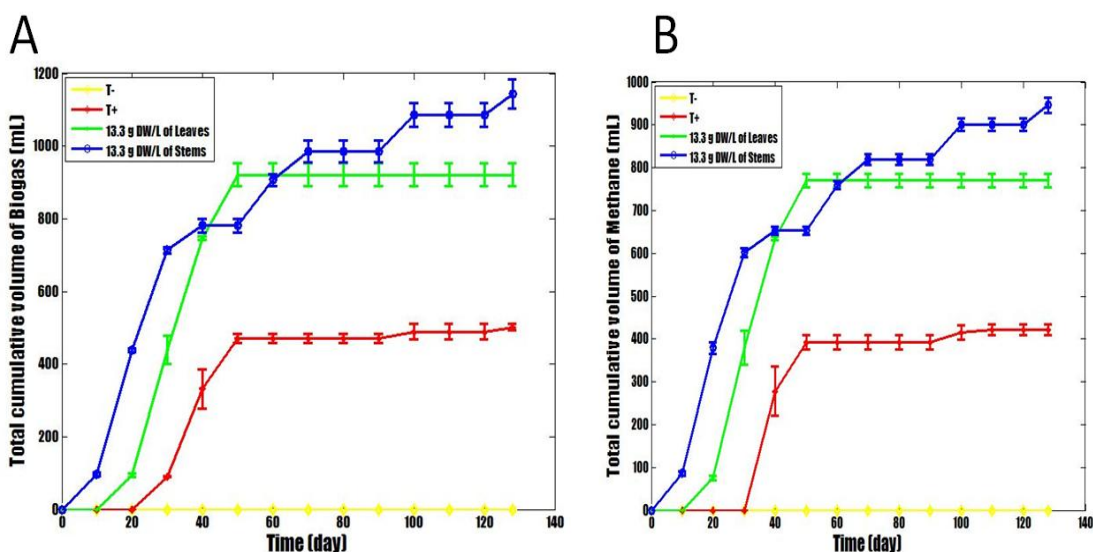 A
Total cumulative volume of Biogas (mL)
1200
1000
800
600
400
200
0
T-
T+
13.3 g DW/L of Leaves
13.3 g DW/L of Stems
0 20 40 60 80 100 120 140
Time (day)
B
Total cumulative volume of Methane (mL)
1000
900
800
700
600
500
400
300
200
100
0
T-
T+
13.3 g DW/L of Leaves
13.3 g DW/L of Stems
0 20 40 60 80 100 120 140
Time (day)